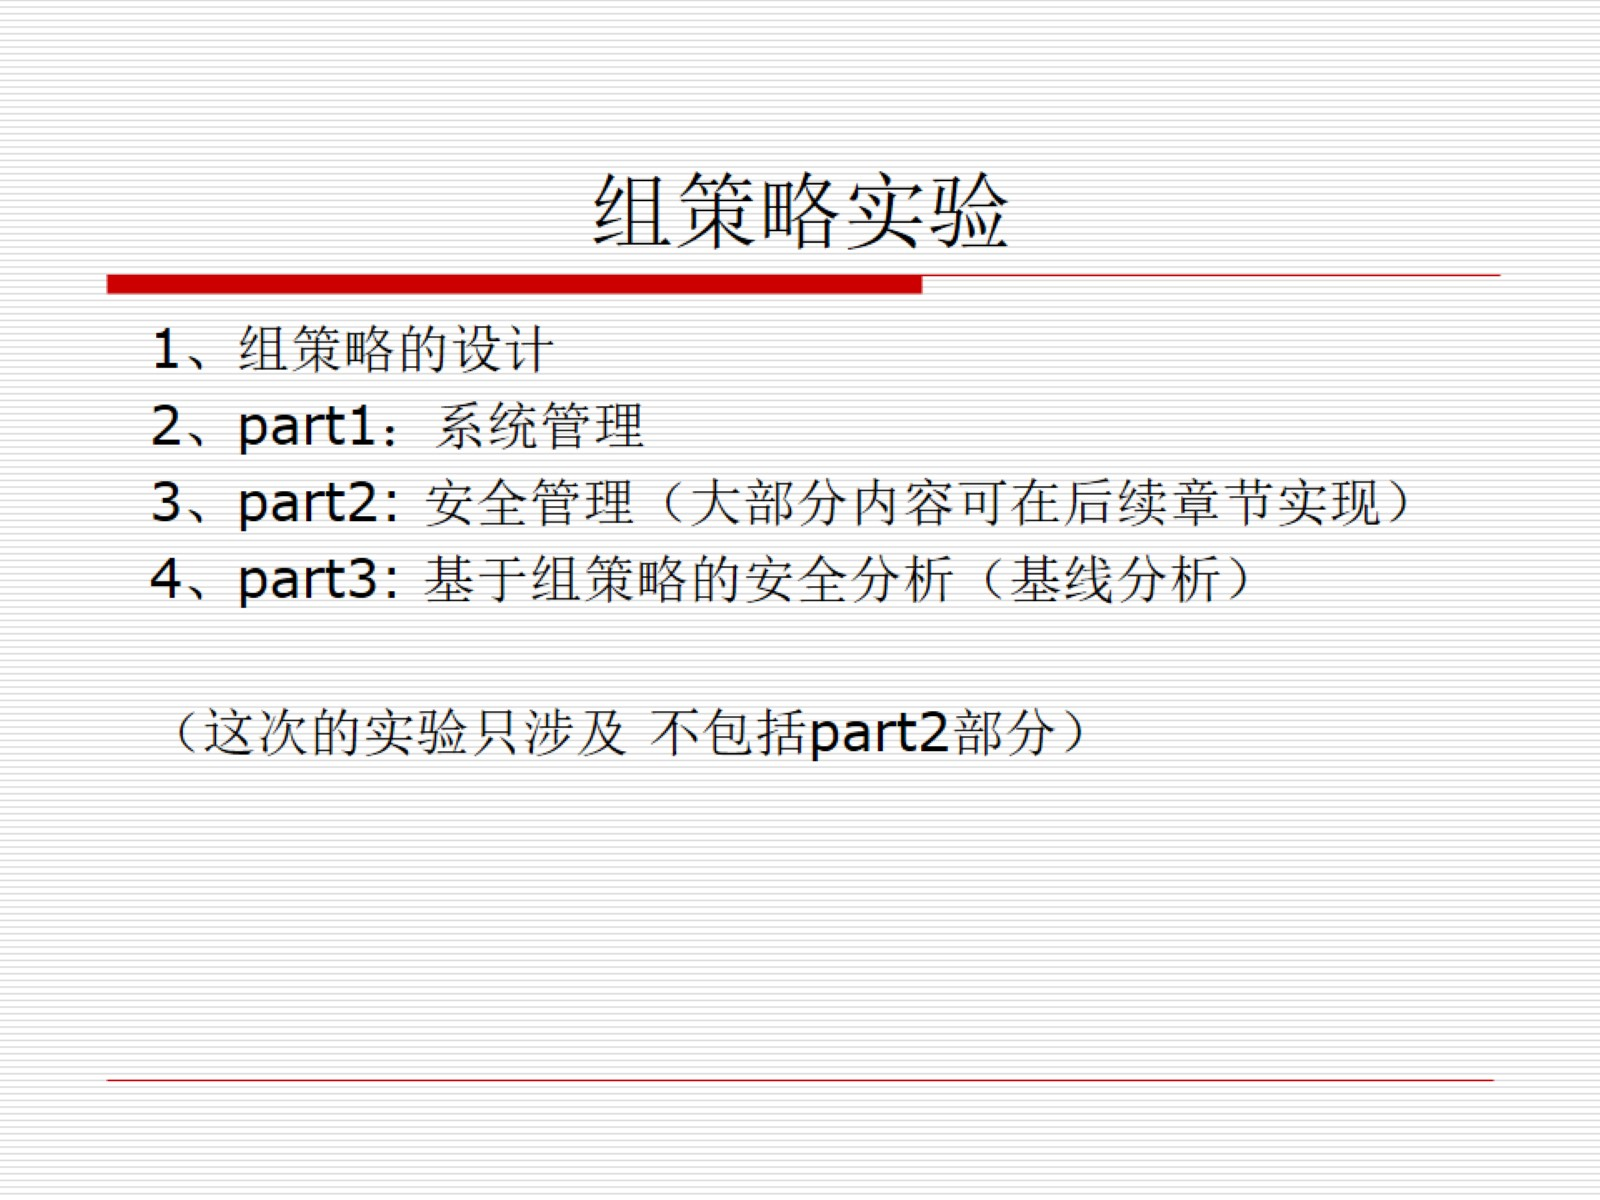 组策略实验
1、组策略的设计
2、part1：系统管理
3、part2: 安全管理（大部分内容可在后续章节实现）
4、part3: 基于组策略的安全分析（基线分析）
（这次的实验只涉及 不包括part2部分）